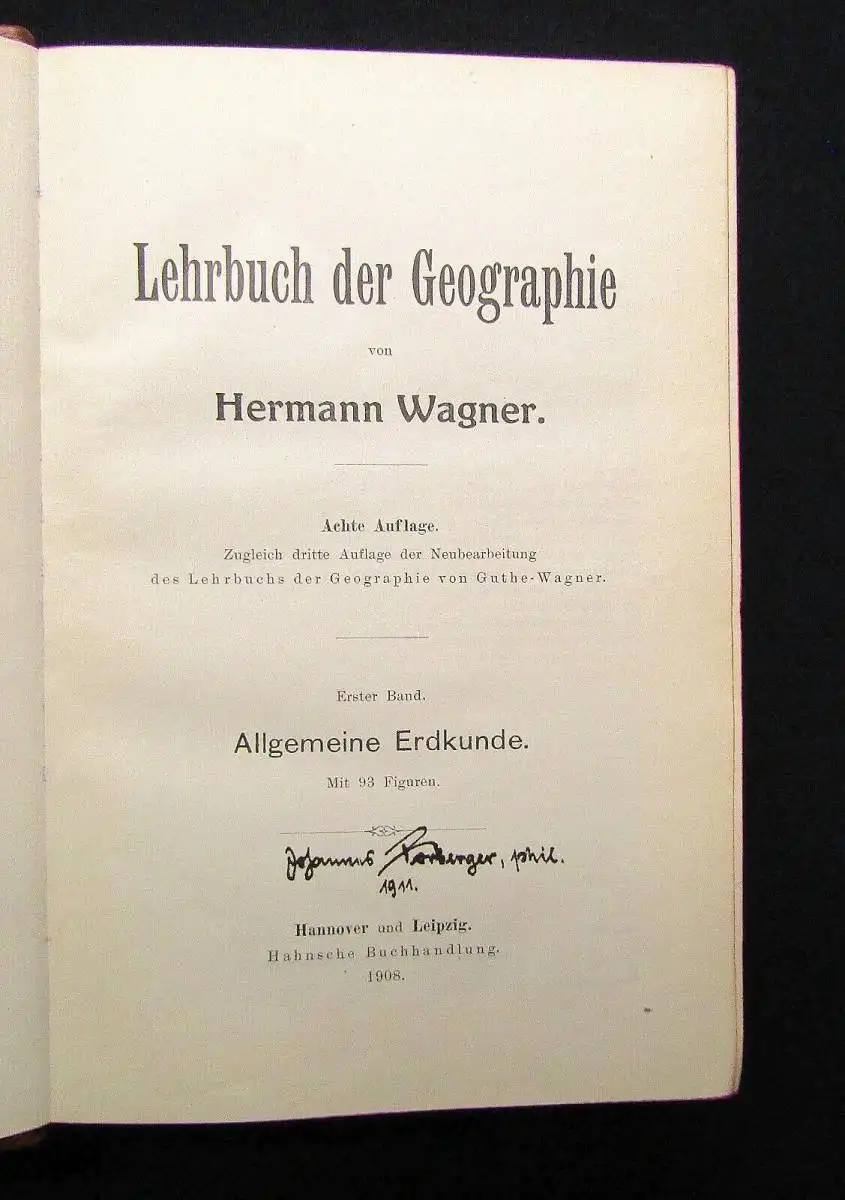 Lehrbuch der Geographie
von
Hermann Wagner.
Achte Auflage.
Zugleich dritte Auflage der Neubearbeitung
des Lehrbuchs der Geographie von Guthe-Wagner.
Erster Band.
Allgemeine Erdkunde.
Mit 93 Figuren.
Johannes , phil.
1911.
Hannover und Leipzig.
Hahnsche Buchhandlung.
1908.